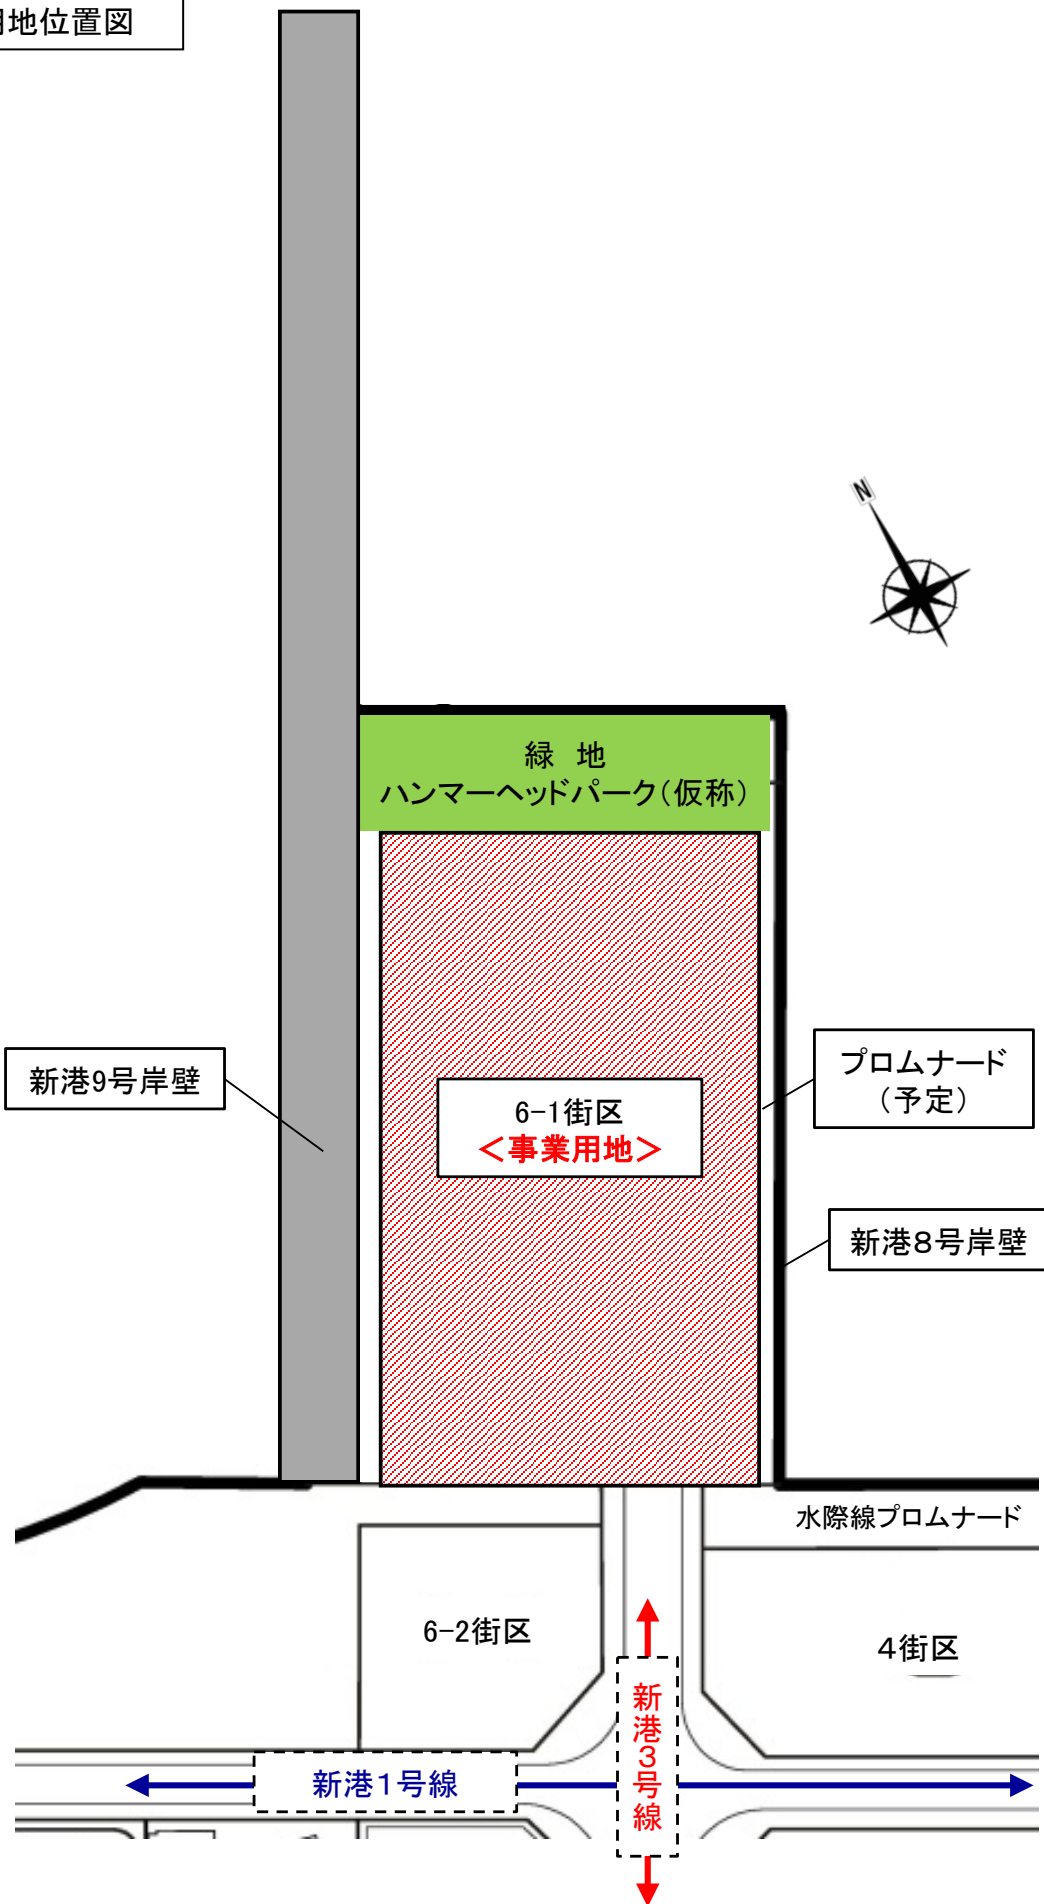 地位置図
N
緑 地
ハンマーヘッドパーク(仮称)
新港9号岸壁
プロムナード
(予定)
6-1街区
＜事業用地＞
新港８号岸壁
水際線プロムナード
6-2街区
４街区
新港３号線
新港１号線